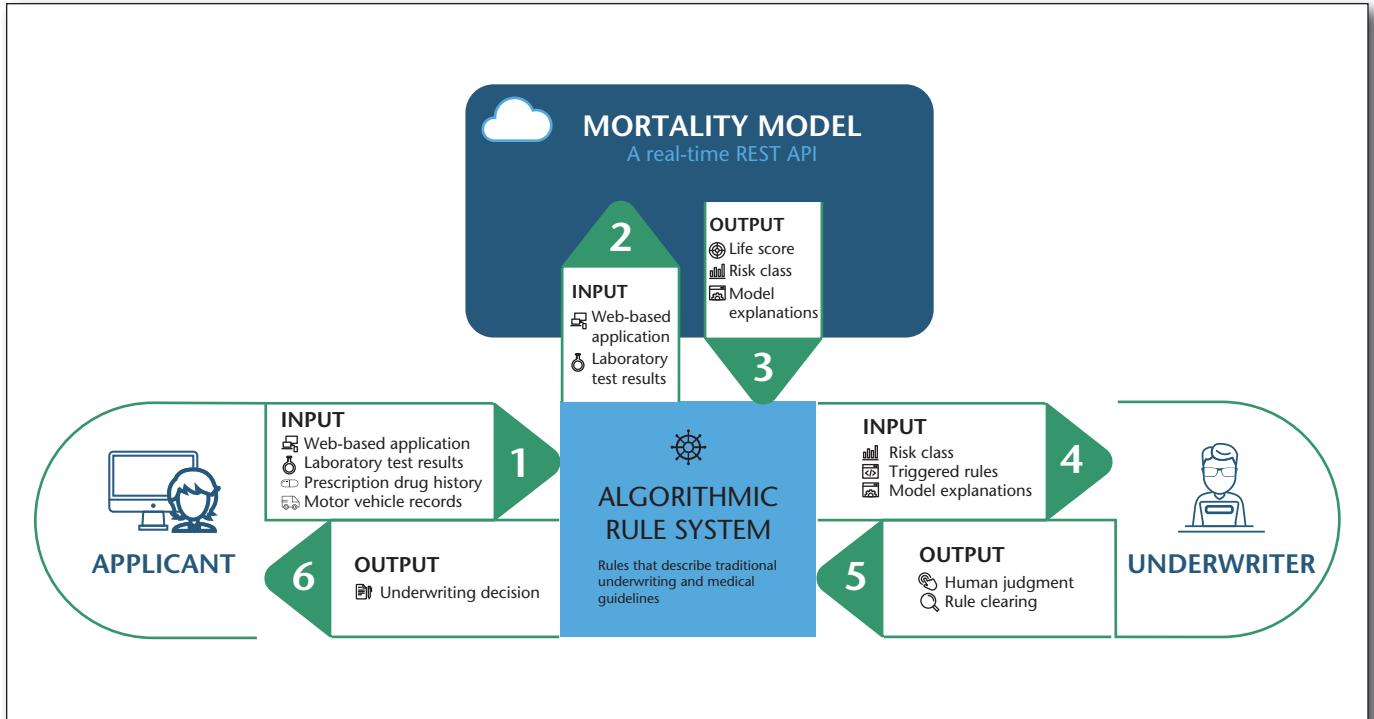 MORTALITY MODEL
A real-time REST API
2
INPUT
Web-based
application
Laboratory
test results
OUTPUT
Life score
Risk class
Model
explanations
3
INPUT
Web-based application
Laboratory test results
Prescription drug history
Motor vehicle records
1
APPLICANT
6
OUTPUT
Underwriting decision
ALGORITHMIC
RULE SYSTEM
Rules that describe traditional
underwriting and medical
guidelines
INPUT
Risk class
Triggered rules
Model explanations
4
5
OUTPUT
Human judgment
Rule clearing
UNDERWRITER